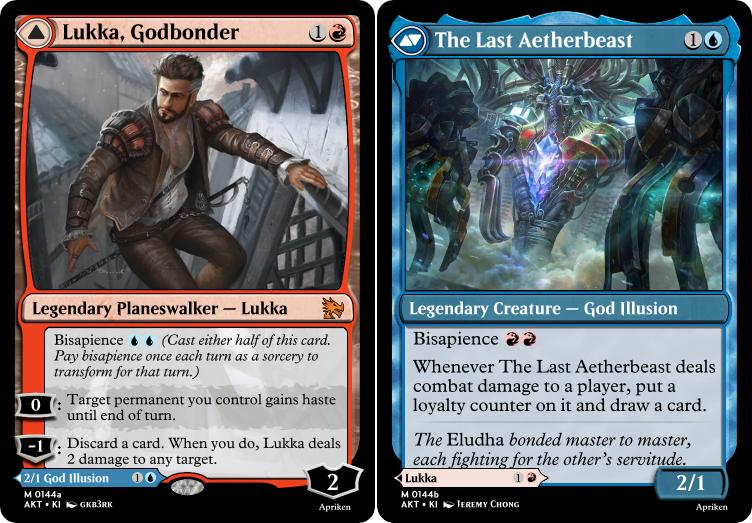 Lukka, Godbonder 1
Legendary Planeswalker — Lukka
Bisapience (Cast either half of this card.
Pay bisapience once each turn as a sorcery to
transform for that turn.)
0: Target permanent you control gains haste
until end of turn.
-1: Discard a card. When you do, Lukka deals
2 damage to any target.
2/1 God Illusion 1
2
M 0144a
AKT • KI GKB3RK
Apriken
The Last Aetherbeast 1
Legendary Creature — God Illusion
Bisapience
Whenever The Last Aetherbeast deals
combat damage to a player, put a
loyalty counter on it and draw a card.
The Eludha bonded master to master,
each fighting for the other's servitude.
Lukka 1
2/1
M 0144b
AKT • KI Jeremy Chong
Apriken